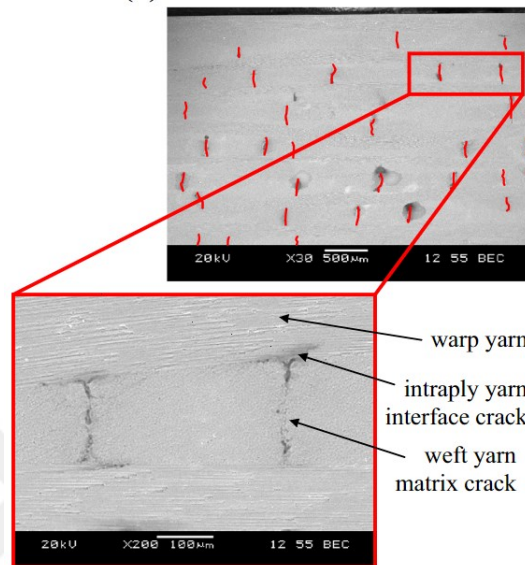 20kV X30 500µm 12 55 BEC
warp yarn
intraply yarn
interface crack
weft yarn
matrix crack
20kV X200 100µm 12 55 BEC